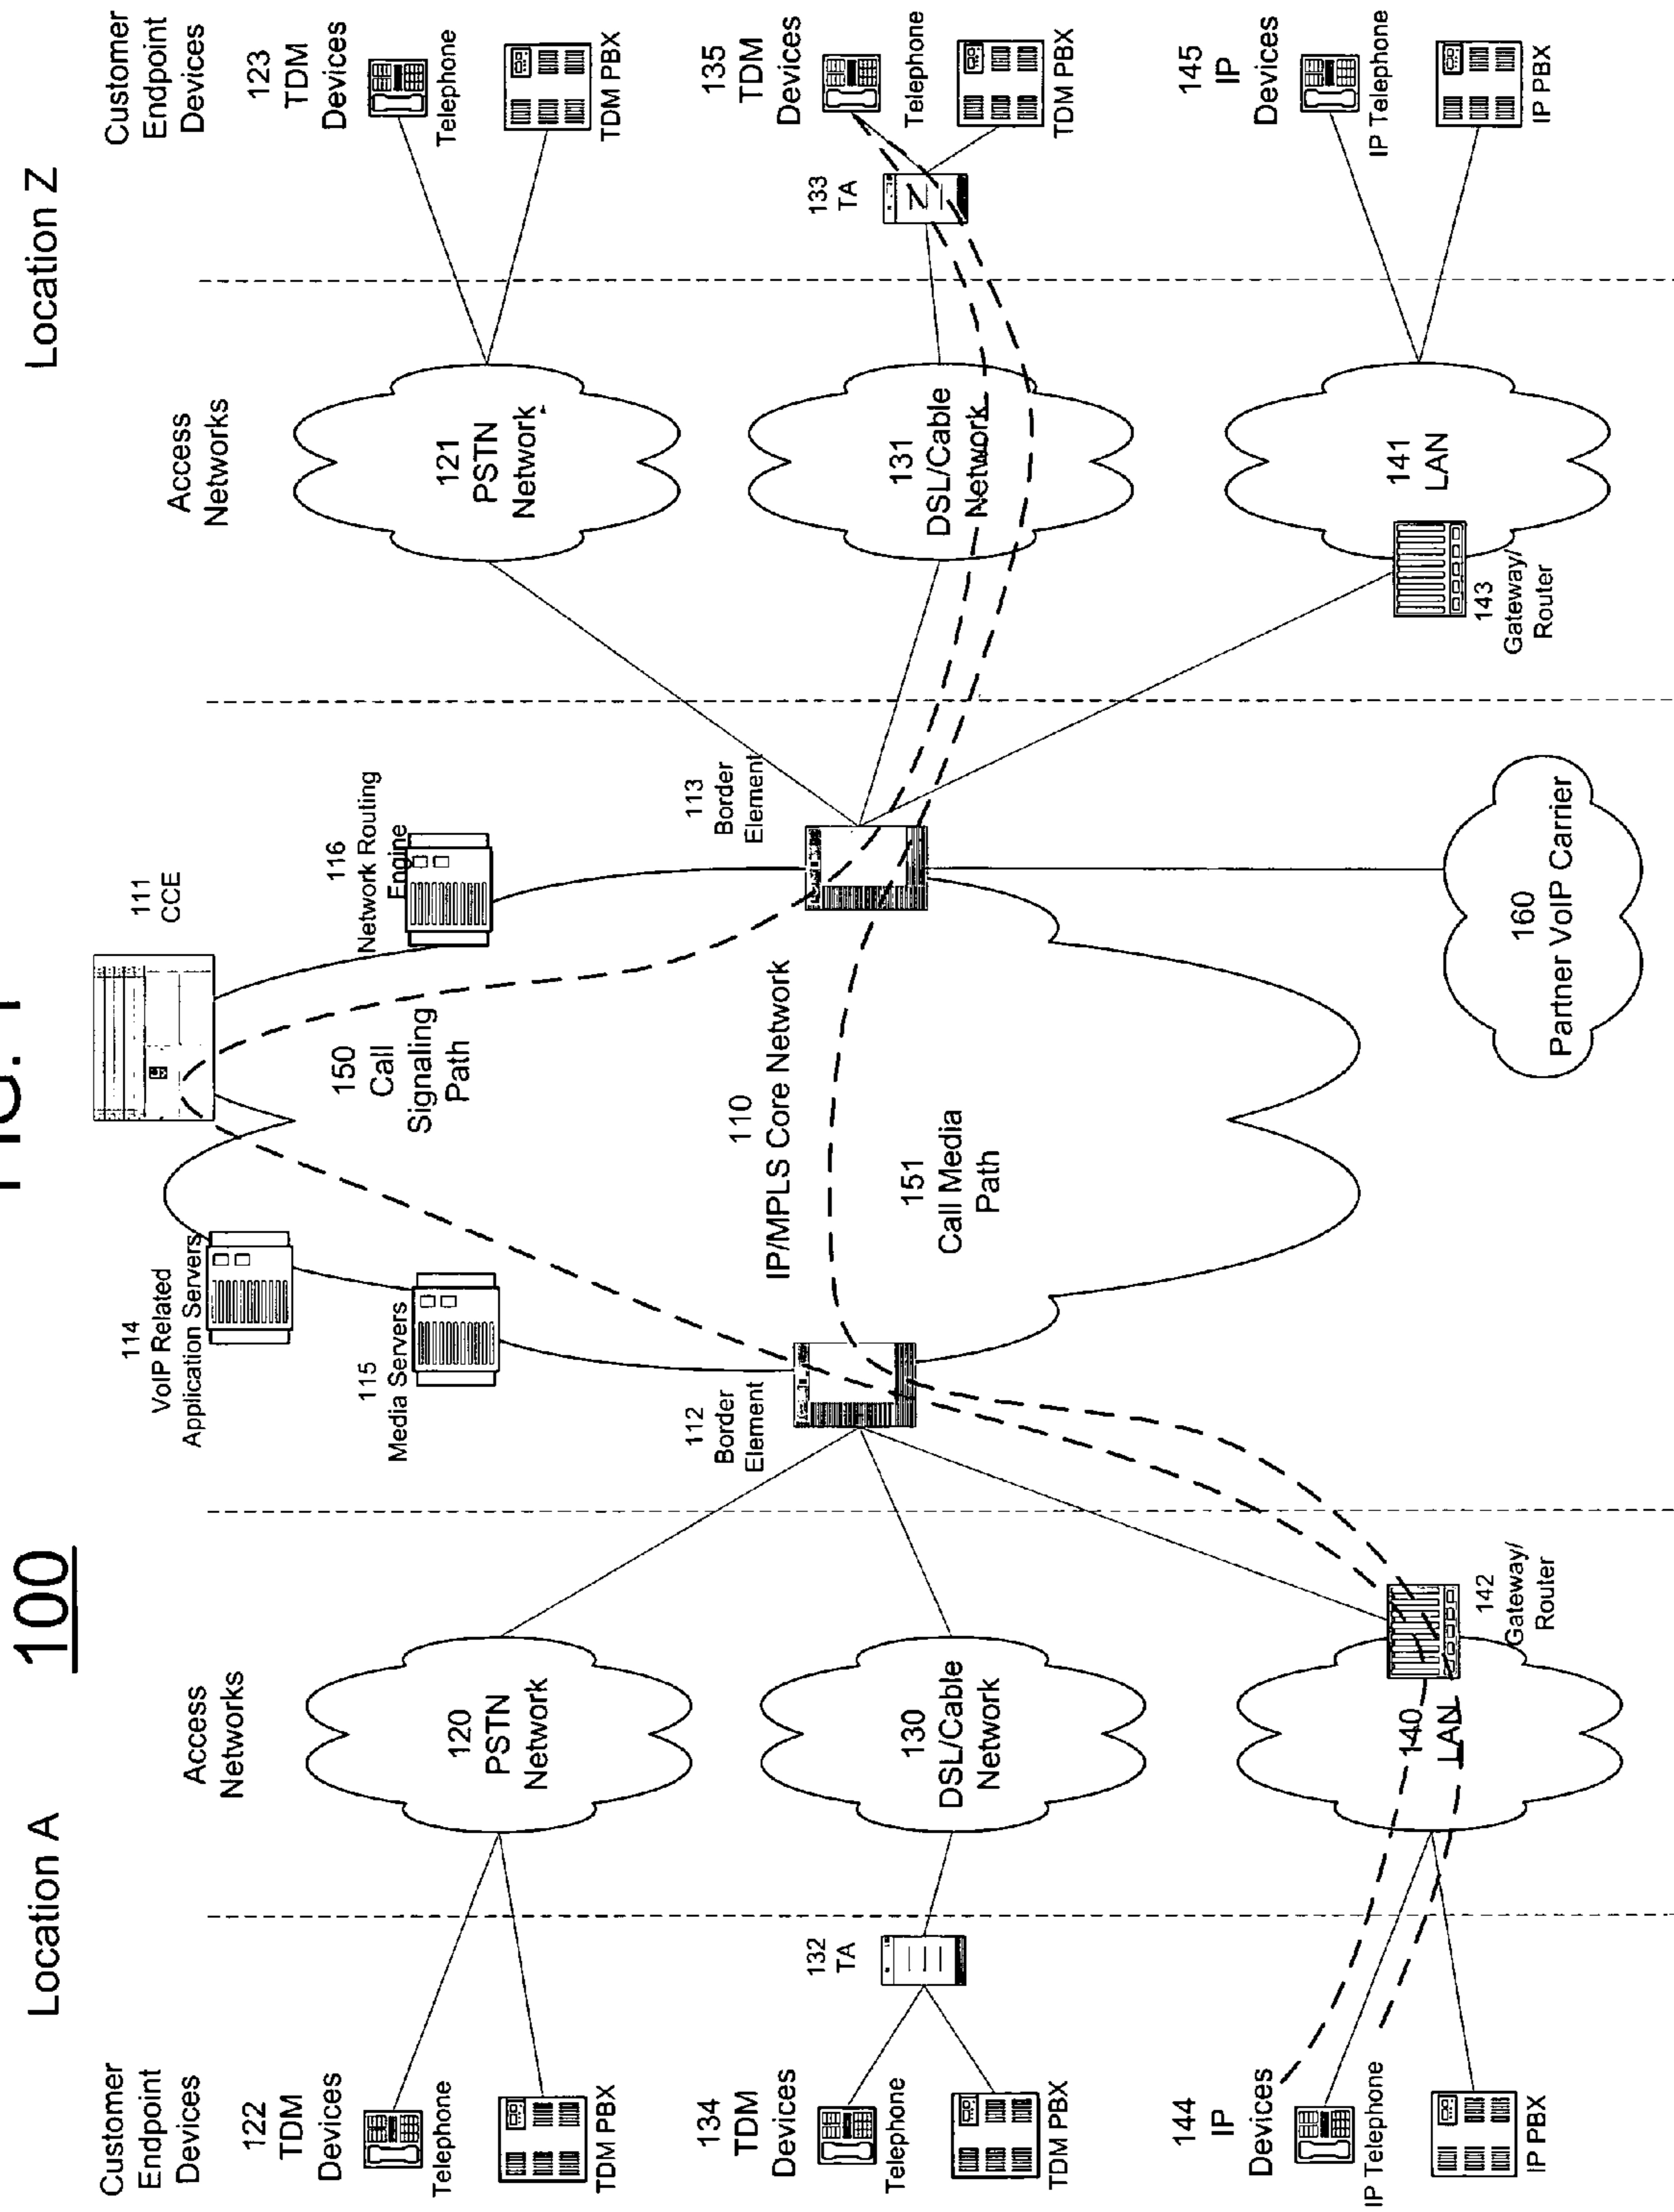 FIG. 1
100
Location A
Location Z
Customer
Endpoint
Devices
Access
Networks
Access
Networks
Customer
Endpoint
Devices
122
TDM
Devices
Telephone
TDM PBX
120
PSTN
Network
114
VoIP Related
Application Servers
115
Media Servers
111
CCE
116
Network Routing
Engine
150
Call
Signaling
Path
121
PSTN
Network
123
TDM
Devices
Telephone
TDM PBX
134
TDM
Devices
Telephone
TDM PBX
132
TA
130
DSL/Cable
Network
112
Border
Element
110
IP/MPLS Core Network
151
Call Media
Path
113
Border
Element
131
DSL/Cable
Network
133
TA
135
TDM
Devices
Telephone
TDM PBX
144
IP
Devices
IP Telephone
IP PBX
140
LAN
142
Gateway/
Router
160
Partner VoIP Carrier
143
Gateway/
Router
141
LAN
145
IP
Devices
IP Telephone
IP PBX